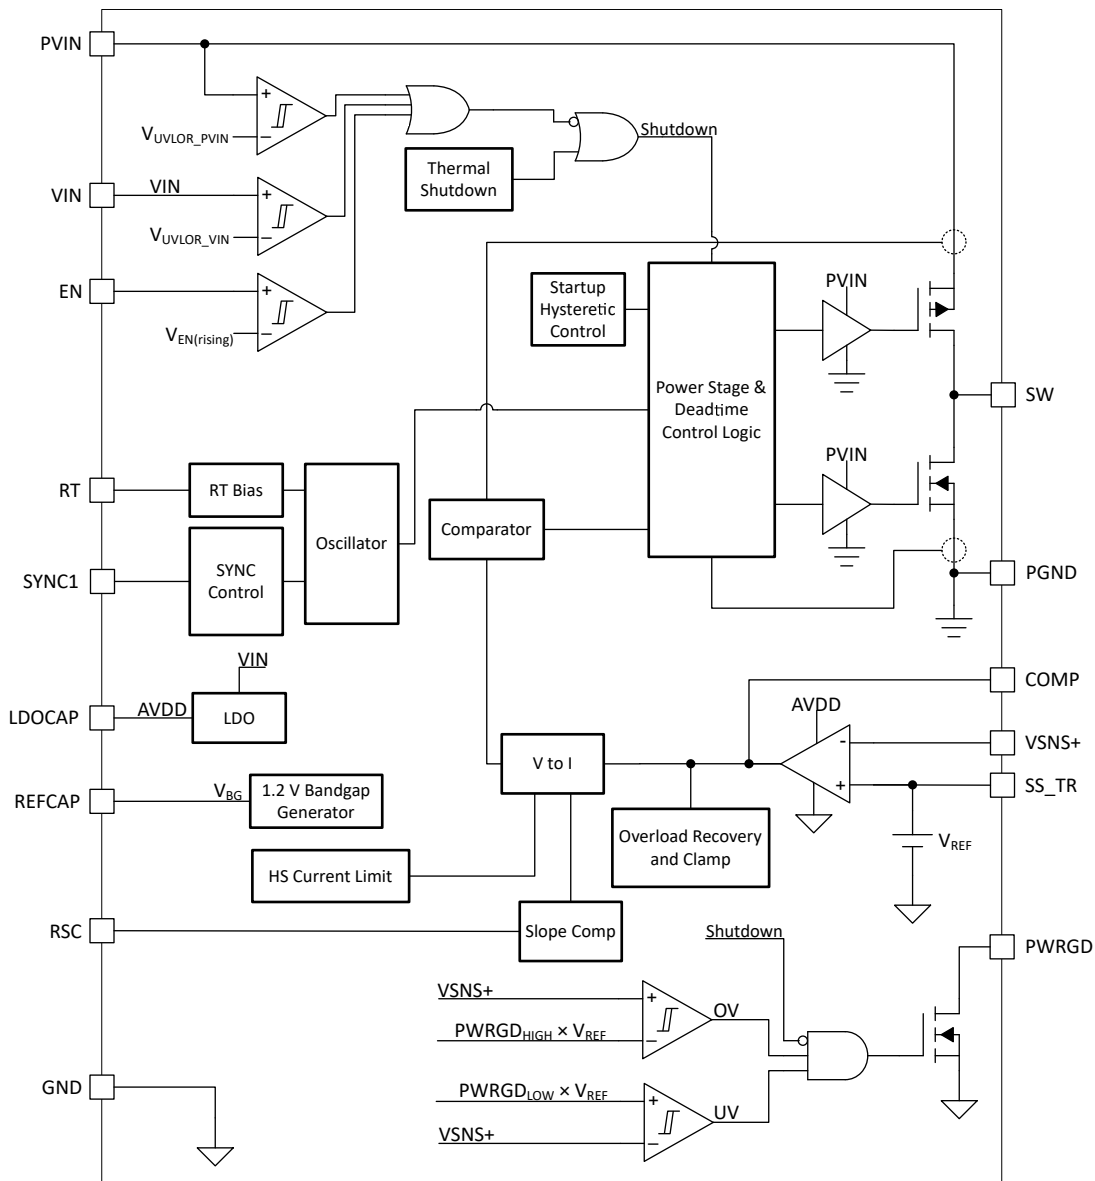 PVIN
+
−
V_UVLOR_PVIN
Shutdown
Thermal
Shutdown
VIN
VIN
+
−
V_UVLOR_VIN
EN
+
−
V_EN(rising)
Startup
Hysteretic
Control
PVIN
Power Stage &
Deadtime
Control Logic
SW
PVIN
RT
RT Bias
Oscillator
Comparator
SYNC1
SYNC
Control
PGND
VIN
LDOCAP
AVDD
LDO
COMP
AVDD
-
VSNS+
V to I
+
SS_TR
REFCAP
V_BG
1.2 V Bandgap
Generator
Overload Recovery
and Clamp
V_REF
HS Current Limit
RSC
Slope Comp
Shutdown
PWRGD
VSNS+
+
OV
PWRGD_HIGH × V_REF
−
GND
PWRGD_LOW × V_REF
+
UV
VSNS+
−